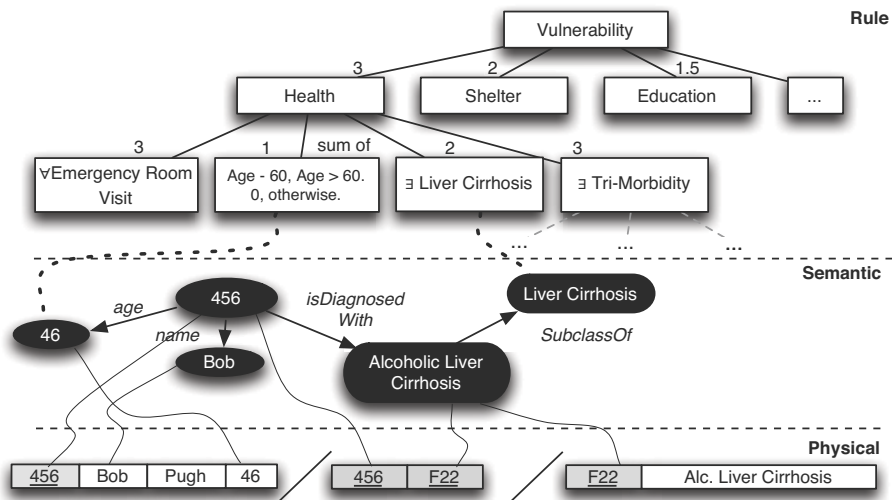 Rule
Vulnerability
3
2
1.5
Health
Shelter
Education
...
3
1
sum of
2
3
∀Emergency Room
Visit
Age - 60, Age > 60.
0, otherwise.
∃ Liver Cirrhosis
∃ Tri-Morbidity
...
...
...
Semantic
456
isDiagnosed
With
Liver Cirrhosis
age
46
name
SubclassOf
Bob
Alcoholic Liver
Cirrhosis
Physical
456 Bob Pugh 46
456 F22
F22 Alc. Liver Cirrhosis